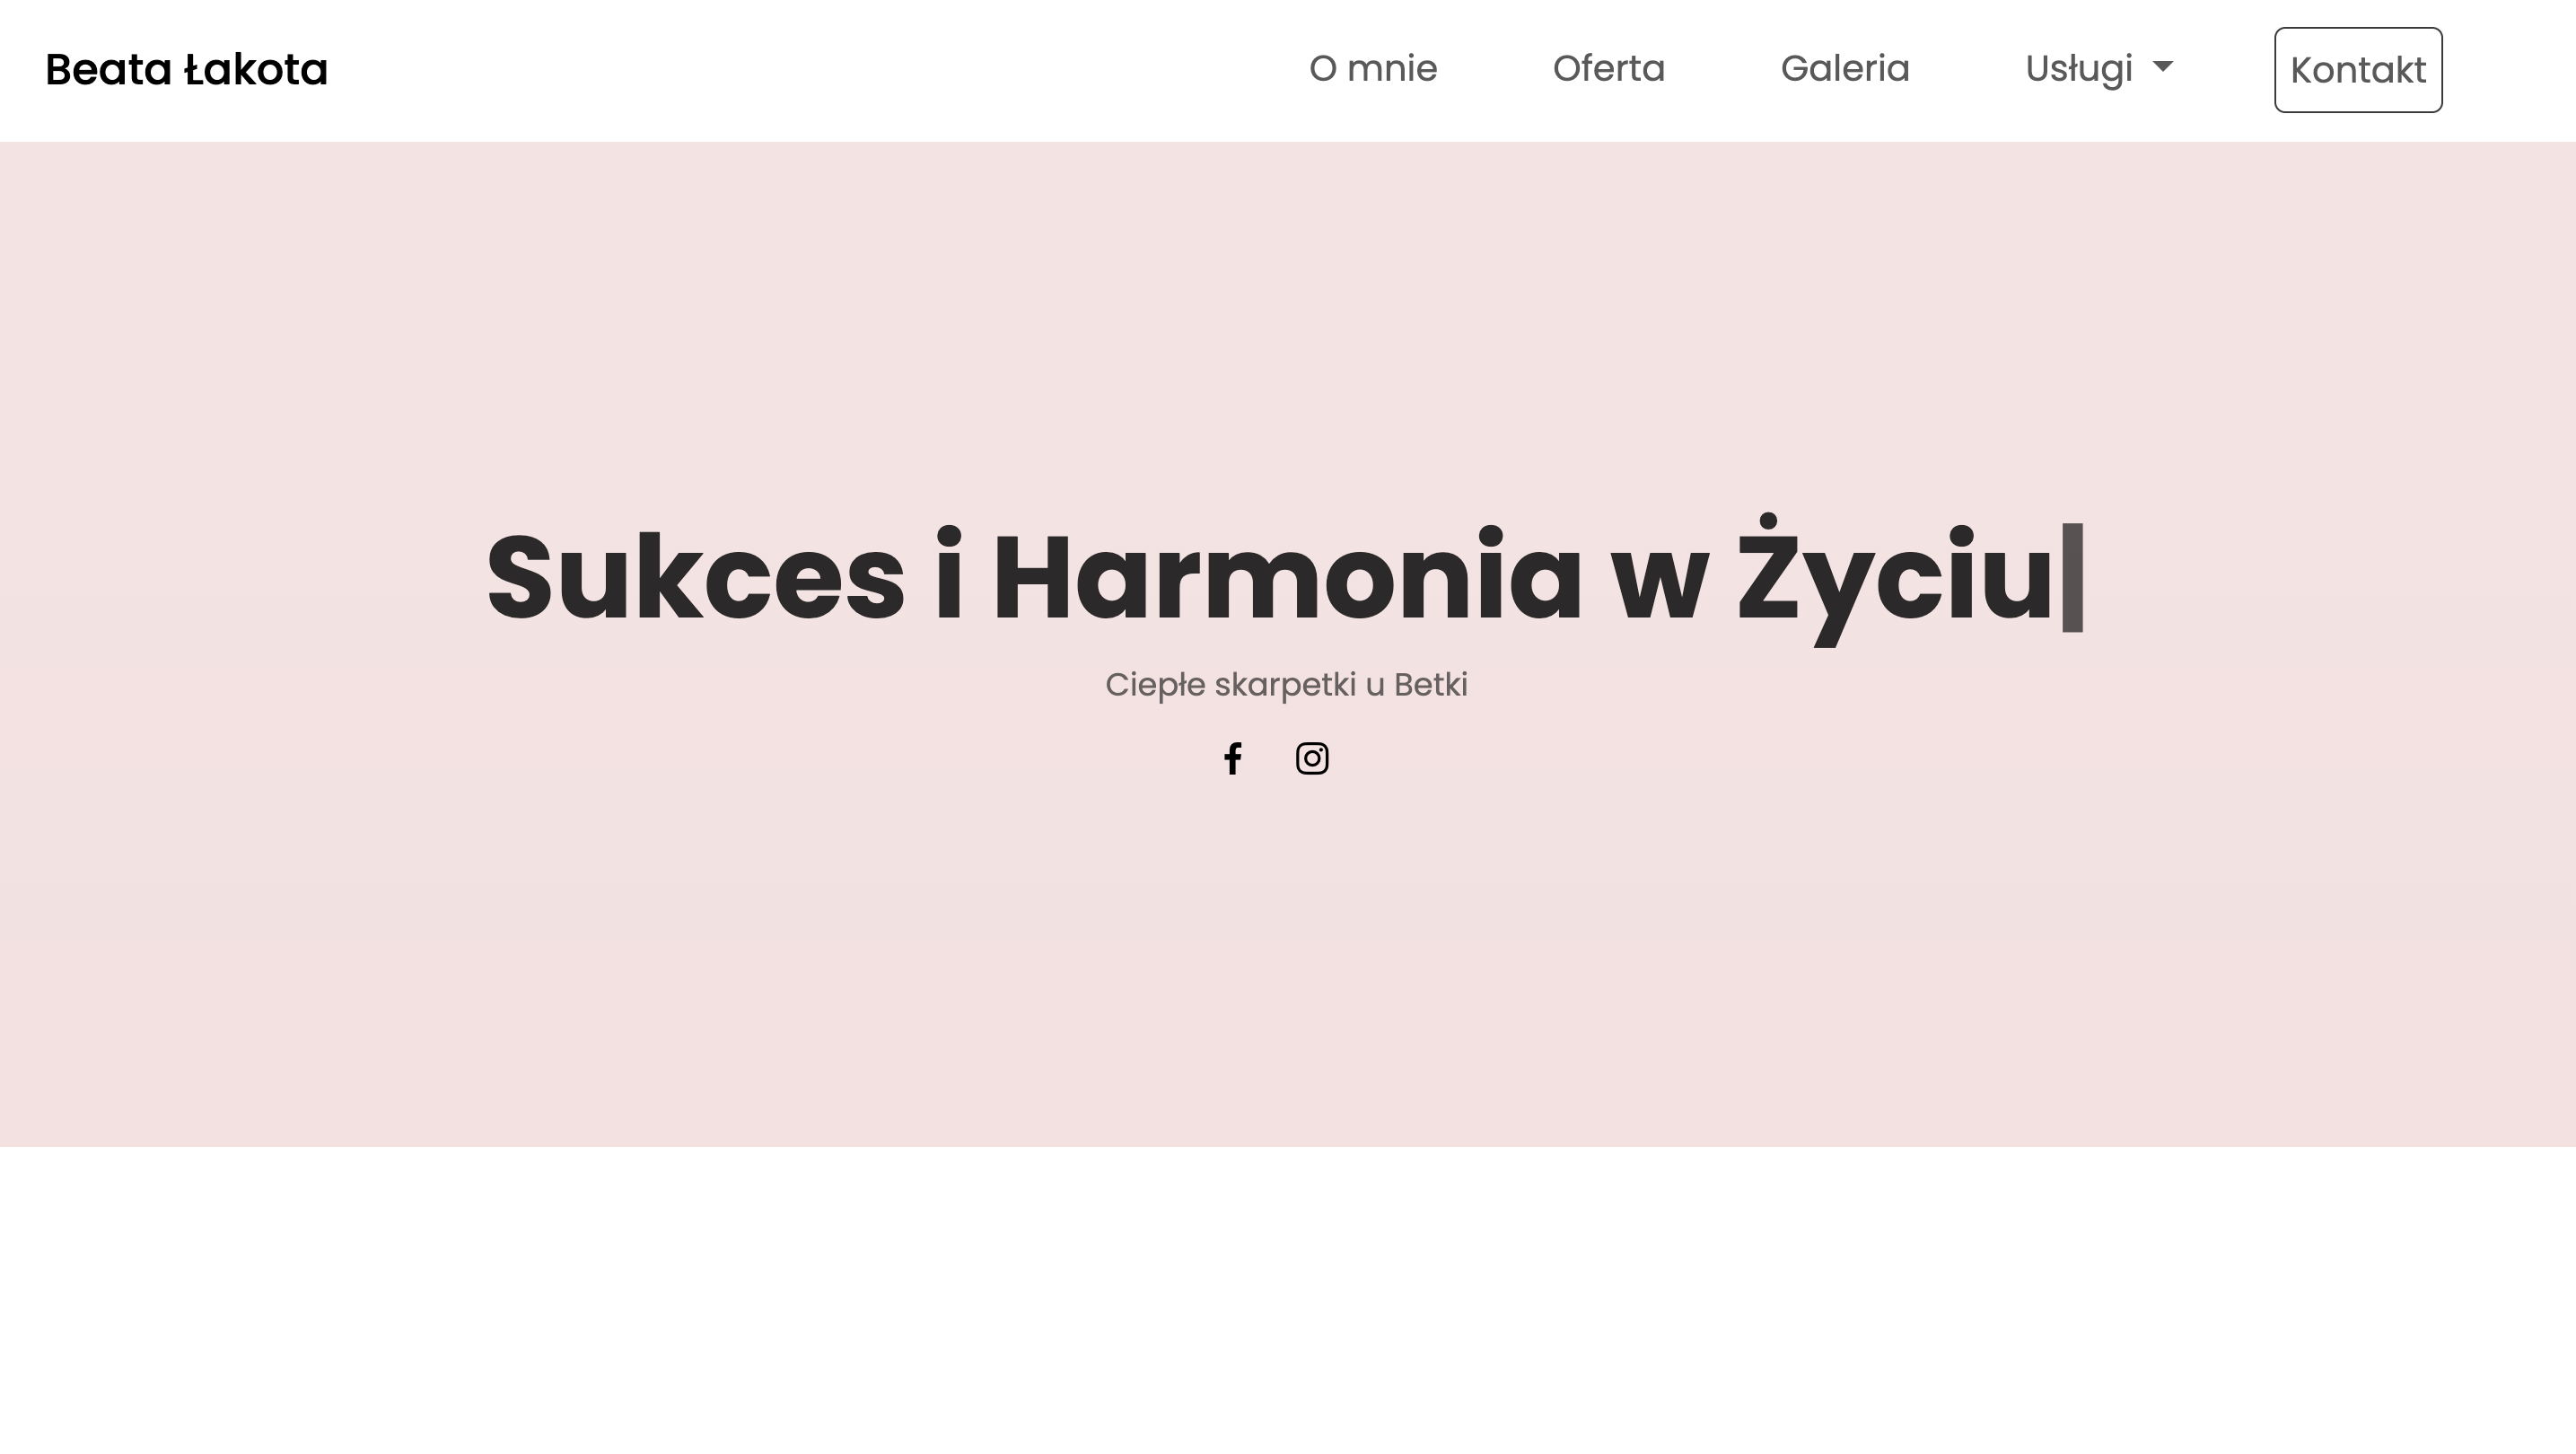 Beata Łakota
O mnie
Oferta
Galeria
Usługi
Kontakt
Sukces i Harmonia w Życiu|
Ciepłe skarpetki u Betki